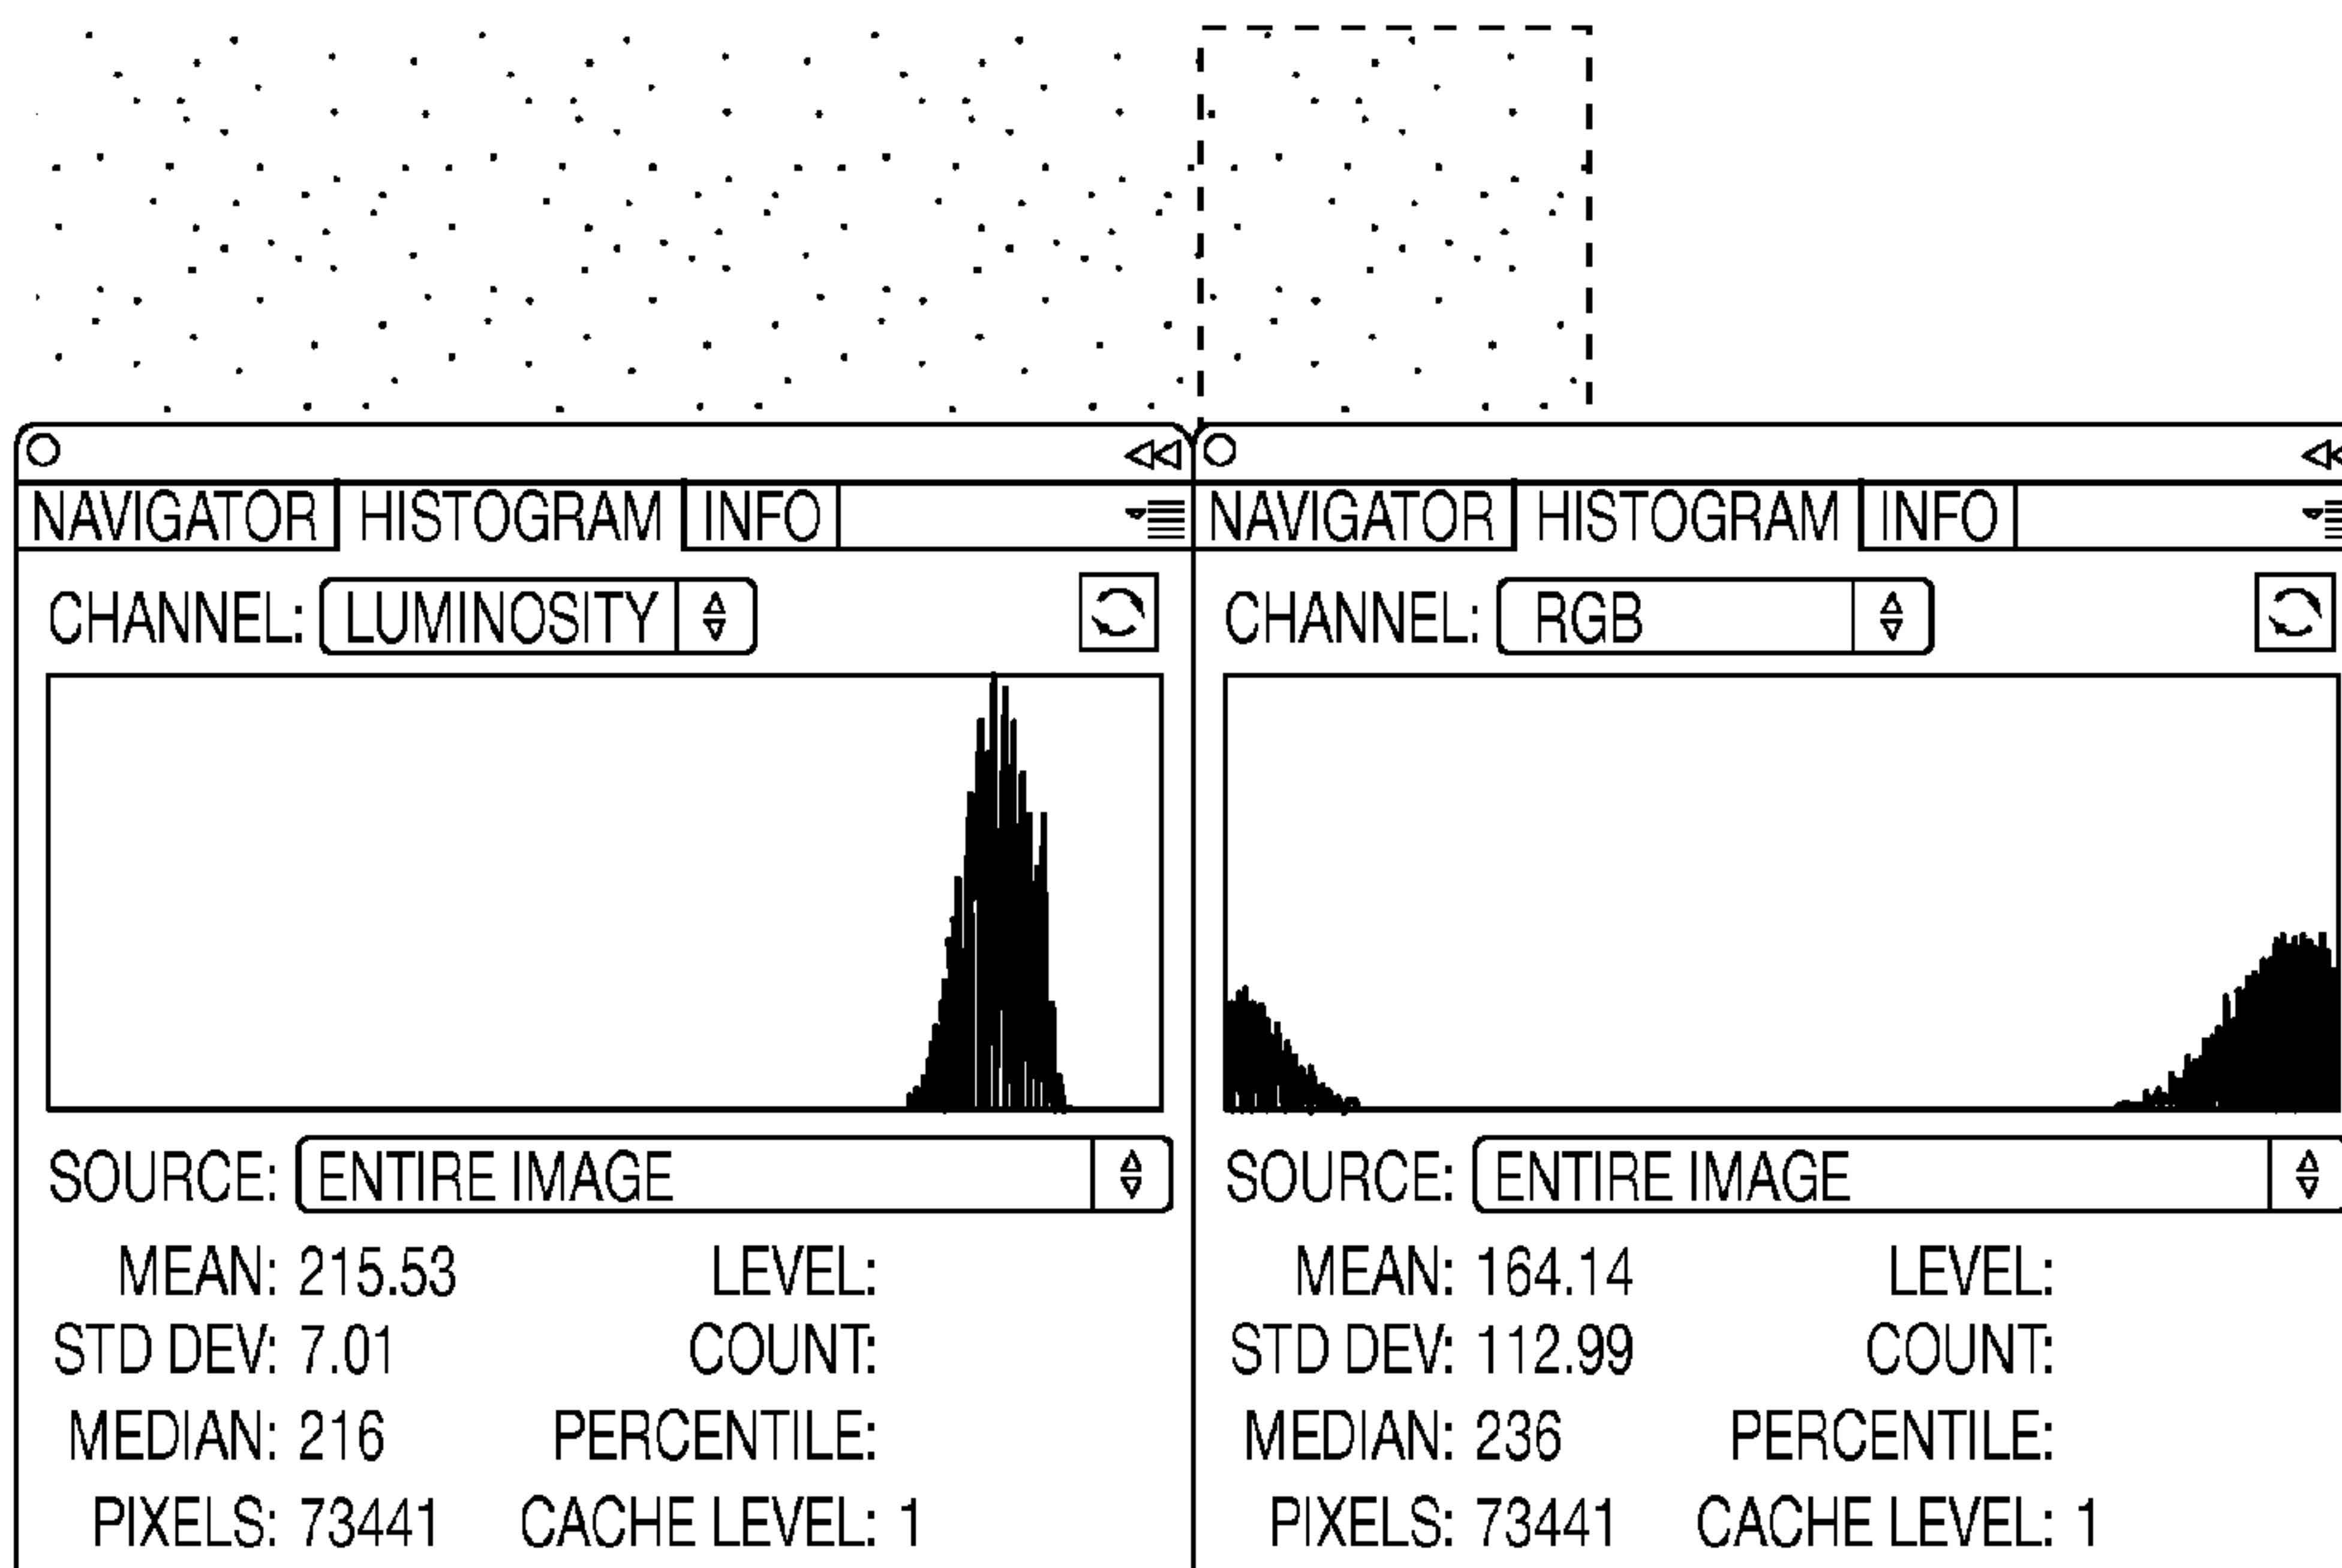 NAVIGATOR HISTOGRAM INFO
CHANNEL: LUMINOSITY
SOURCE: ENTIRE IMAGE
MEAN: 215.53 LEVEL:
STD DEV: 7.01 COUNT:
MEDIAN: 216 PERCENTILE:
PIXELS: 73441 CACHE LEVEL: 1
NAVIGATOR HISTOGRAM INFO
CHANNEL: RGB
SOURCE: ENTIRE IMAGE
MEAN: 164.14 LEVEL:
STD DEV: 112.99 COUNT:
MEDIAN: 236 PERCENTILE:
PIXELS: 73441 CACHE LEVEL: 1